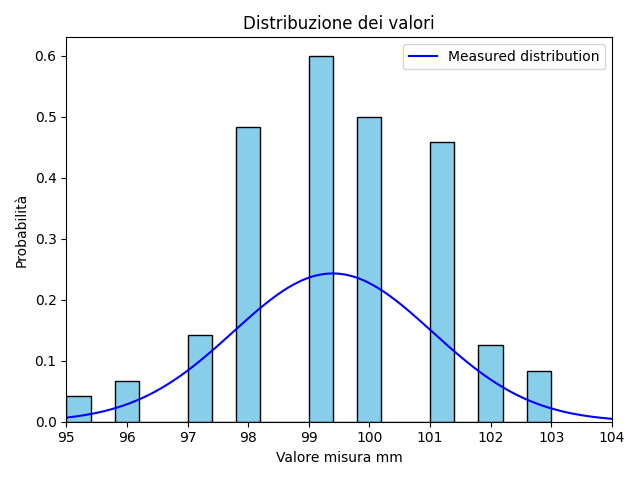 Distribuzione dei valori
Measured distribution
0.6
0.5
0.4
0.3
0.2
0.1
0.0
Probabilità
95 96 97 98 99 100 101 102 103 104
Valore misura mm